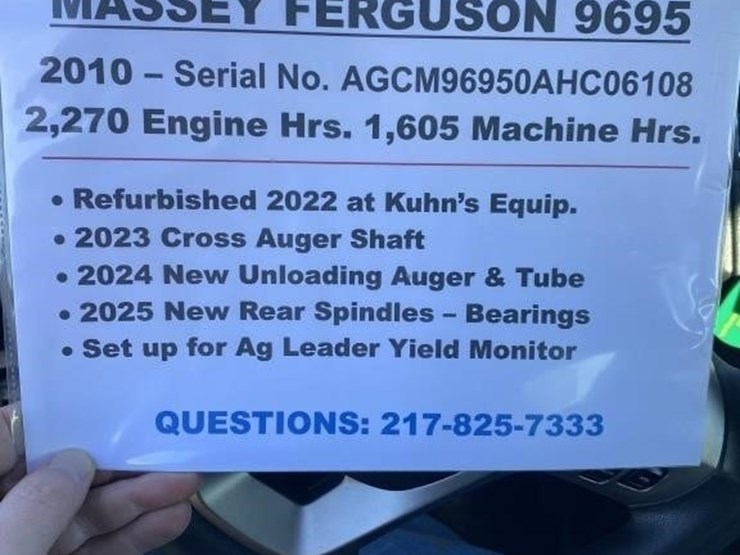 MASSEY FERGUSON 9695
2010 – Serial No. AGCM96950AHC06108
2,270 Engine Hrs. 1,605 Machine Hrs.
• Refurbished 2022 at Kuhn's Equip.
• 2023 Cross Auger Shaft
• 2024 New Unloading Auger & Tube
• 2025 New Rear Spindles – Bearings
• Set up for Ag Leader Yield Monitor
QUESTIONS: 217-825-7333